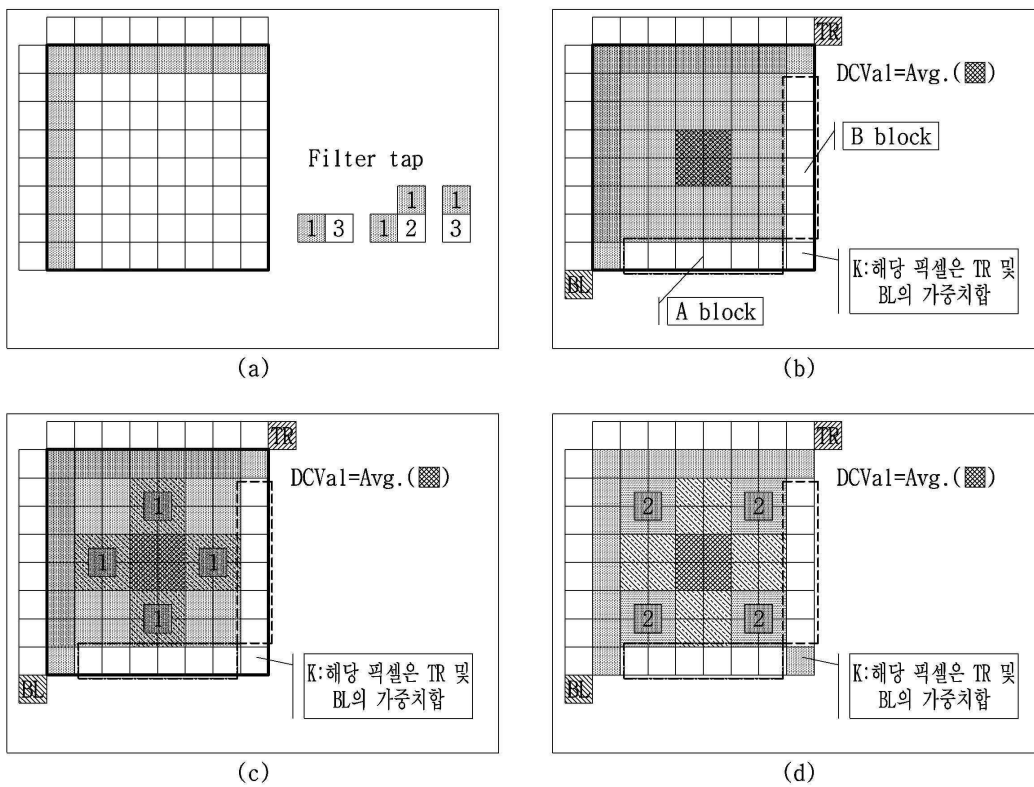 Filter tap
1
1
1 3
1 2
3
(a)
TR
DCVal=Avg.( )
B block
K:해당 픽셀은 TR 및
BL의 가중치합
A block
BL
(b)
TR
DCVal=Avg.( )
1
1
1
1
K:해당 픽셀은 TR 및
BL의 가중치합
BL
(c)
TR
DCVal=Avg.( )
2
2
2
2
K:해당 픽셀은 TR 및
BL의 가중치합
BL
(d)